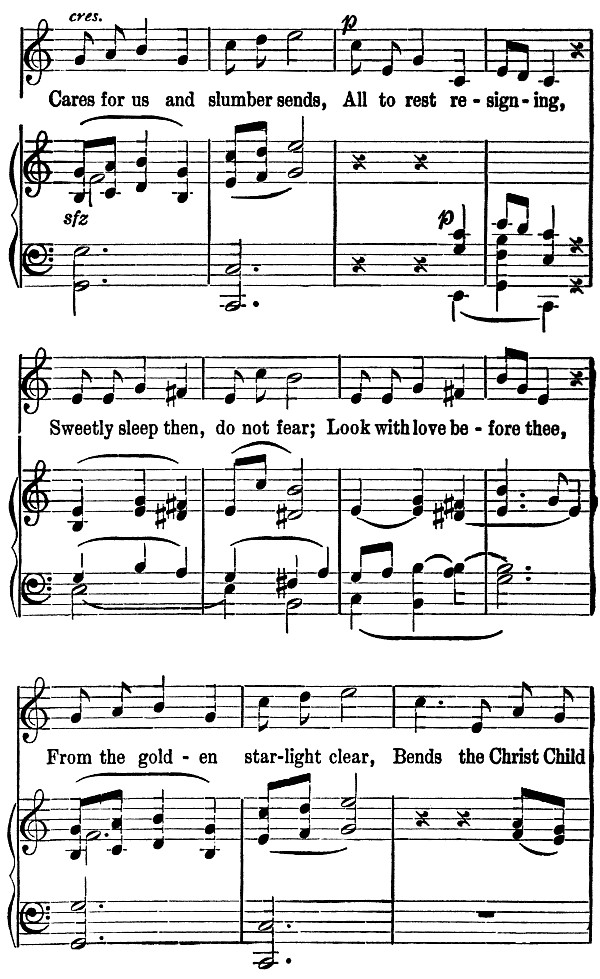 cres.
p
Cares for us and slumber sends, All to rest re-sign-ing,
sfz
p
Sweetly sleep then, do not fear; Look with love be-fore thee,
From the gold-en star-light clear, Bends the Christ Child